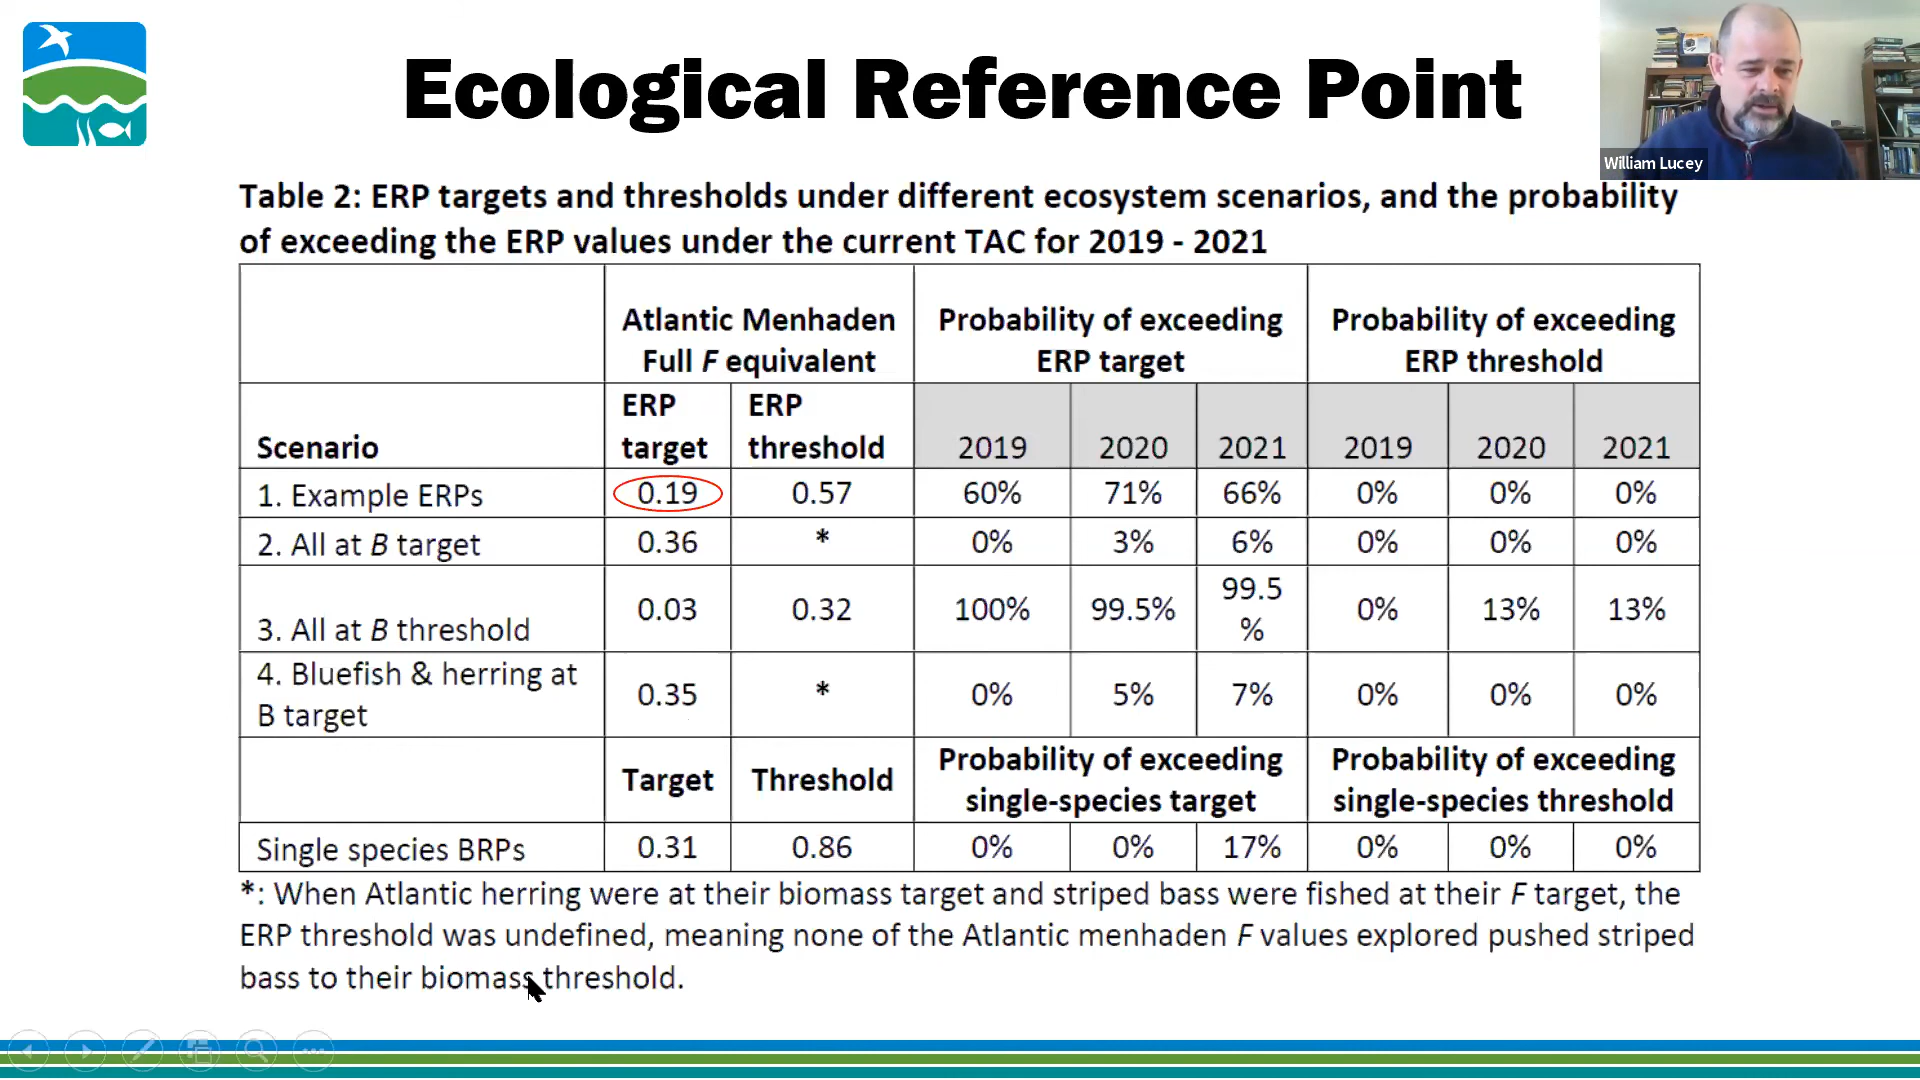 Ecological Reference Point
William Lucey
Table 2: ERP targets and thresholds under different ecosystem scenarios, and the probability
of exceeding the ERP values under the current TAC for 2019 - 2021
Atlantic Menhaden Probability of exceeding Probability of exceeding
Full F equivalent ERP target ERP threshold
ERP ERP
Scenario target threshold 2019 2020 2021 2019 2020 2021
1. Example ERPs 0.19 0.57 60% 71% 66% 0% 0% 0%
2. All at B target 0.36 * 0% 3% 6% 0% 0% 0%
3. All at B threshold 0.03 0.32 100% 99.5% 99.5 % 0% 13% 13%
4. Bluefish & herring at
B target 0.35 * 0% 5% 7% 0% 0% 0%
Target Threshold Probability of exceeding Probability of exceeding
single-species target single-species threshold
Single species BRPs 0.31 0.86 0% 0% 17% 0% 0% 0%
*: When Atlantic herring were at their biomass target and striped bass were fished at their F target, the
ERP threshold was undefined, meaning none of the Atlantic menhaden F values explored pushed striped
bass to their biomass threshold.